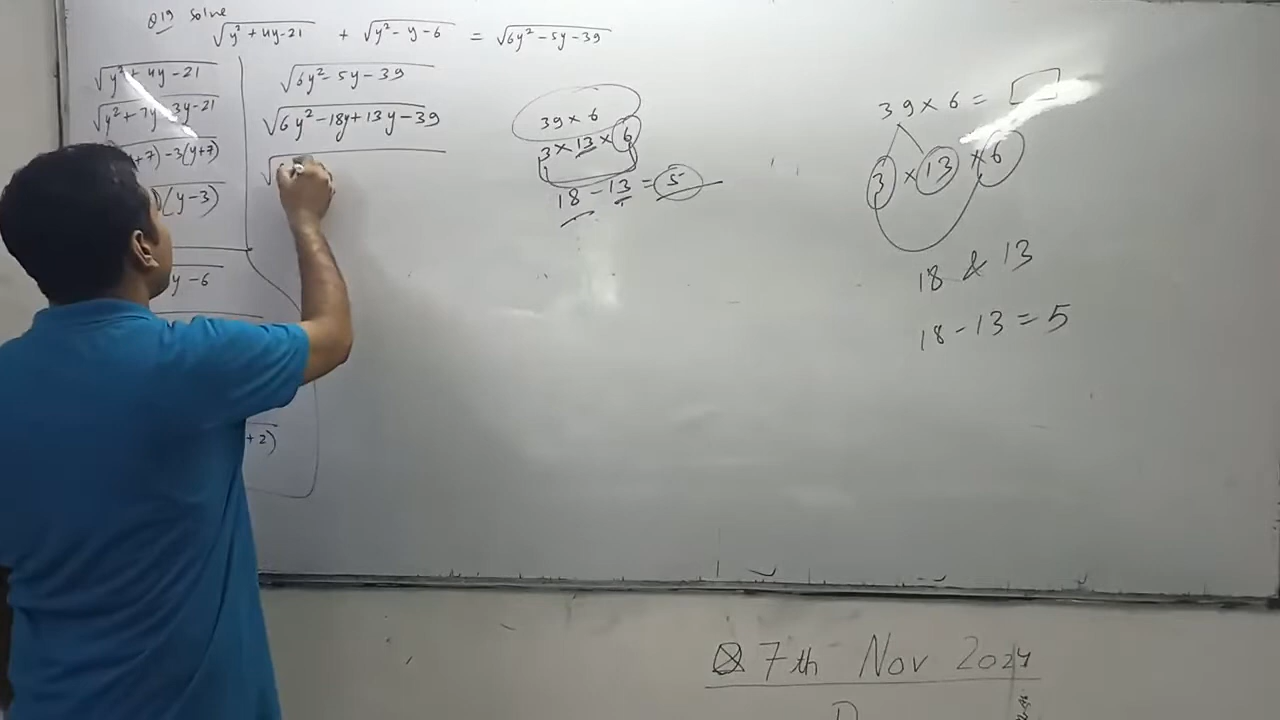 Q19 Solve
√y² + 4y - 21 + √y² - y - 6 = √6y² - 5y - 39
√y² + 4y - 21
√y² + 7y - 3y - 21
+7) - 3(y+7)
(y-3)
y - 6
+2)
√6y² - 5y - 39
√6y² - 18y + 13y - 39
√
39 × 6
3 × 13 × 6
18 - 13 = 5
39 × 6 =
3 × 13 × 6
18 & 13
18 - 13 = 5
7th Nov 2024